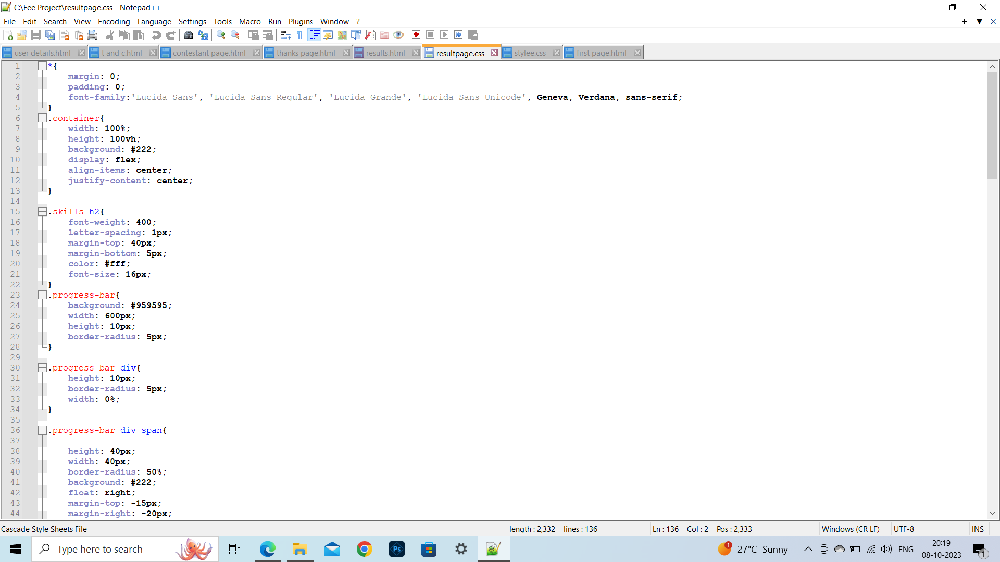 C:\Fee Project\resultpage.css - Notepad++
File Edit Search View Encoding Language Settings Tools Macro Run Plugins Window ?
user details.html t and c.html contestant page.html thanks page.html results.html resultpage.css stylee.css first page.html
1 *{
2 margin: 0;
3 padding: 0;
4 font-family:'Lucida Sans', 'Lucida Sans Regular', 'Lucida Grande', 'Lucida Sans Unicode', Geneva, Verdana, sans-serif;
5 }
6 .container{
7 width: 100%;
8 height: 100vh;
9 background: #222;
10 display: flex;
11 align-items: center;
12 justify-content: center;
13 }
14
15 .skills h2{
16 font-weight: 400;
17 letter-spacing: 1px;
18 margin-top: 40px;
19 margin-bottom: 5px;
20 color: #fff;
21 font-size: 16px;
22 }
23 .progress-bar{
24 background: #959595;
25 width: 600px;
26 height: 10px;
27 border-radius: 5px;
28 }
29
30 .progress-bar div{
31 height: 10px;
32 border-radius: 5px;
33 width: 0%;
34 }
35
36 .progress-bar div span{
37
38 height: 40px;
39 width: 40px;
40 border-radius: 50%;
41 background: #222;
42 float: right;
43 margin-top: -15px;
44 margin-right: -20px;
Cascade Style Sheets File length : 2,332 lines : 136 Ln : 136 Col : 2 Pos : 2,333 Windows (CR LF) UTF-8 INS
Type here to search Ps 1 27°C Sunny ENG 20:19
08-10-2023 1